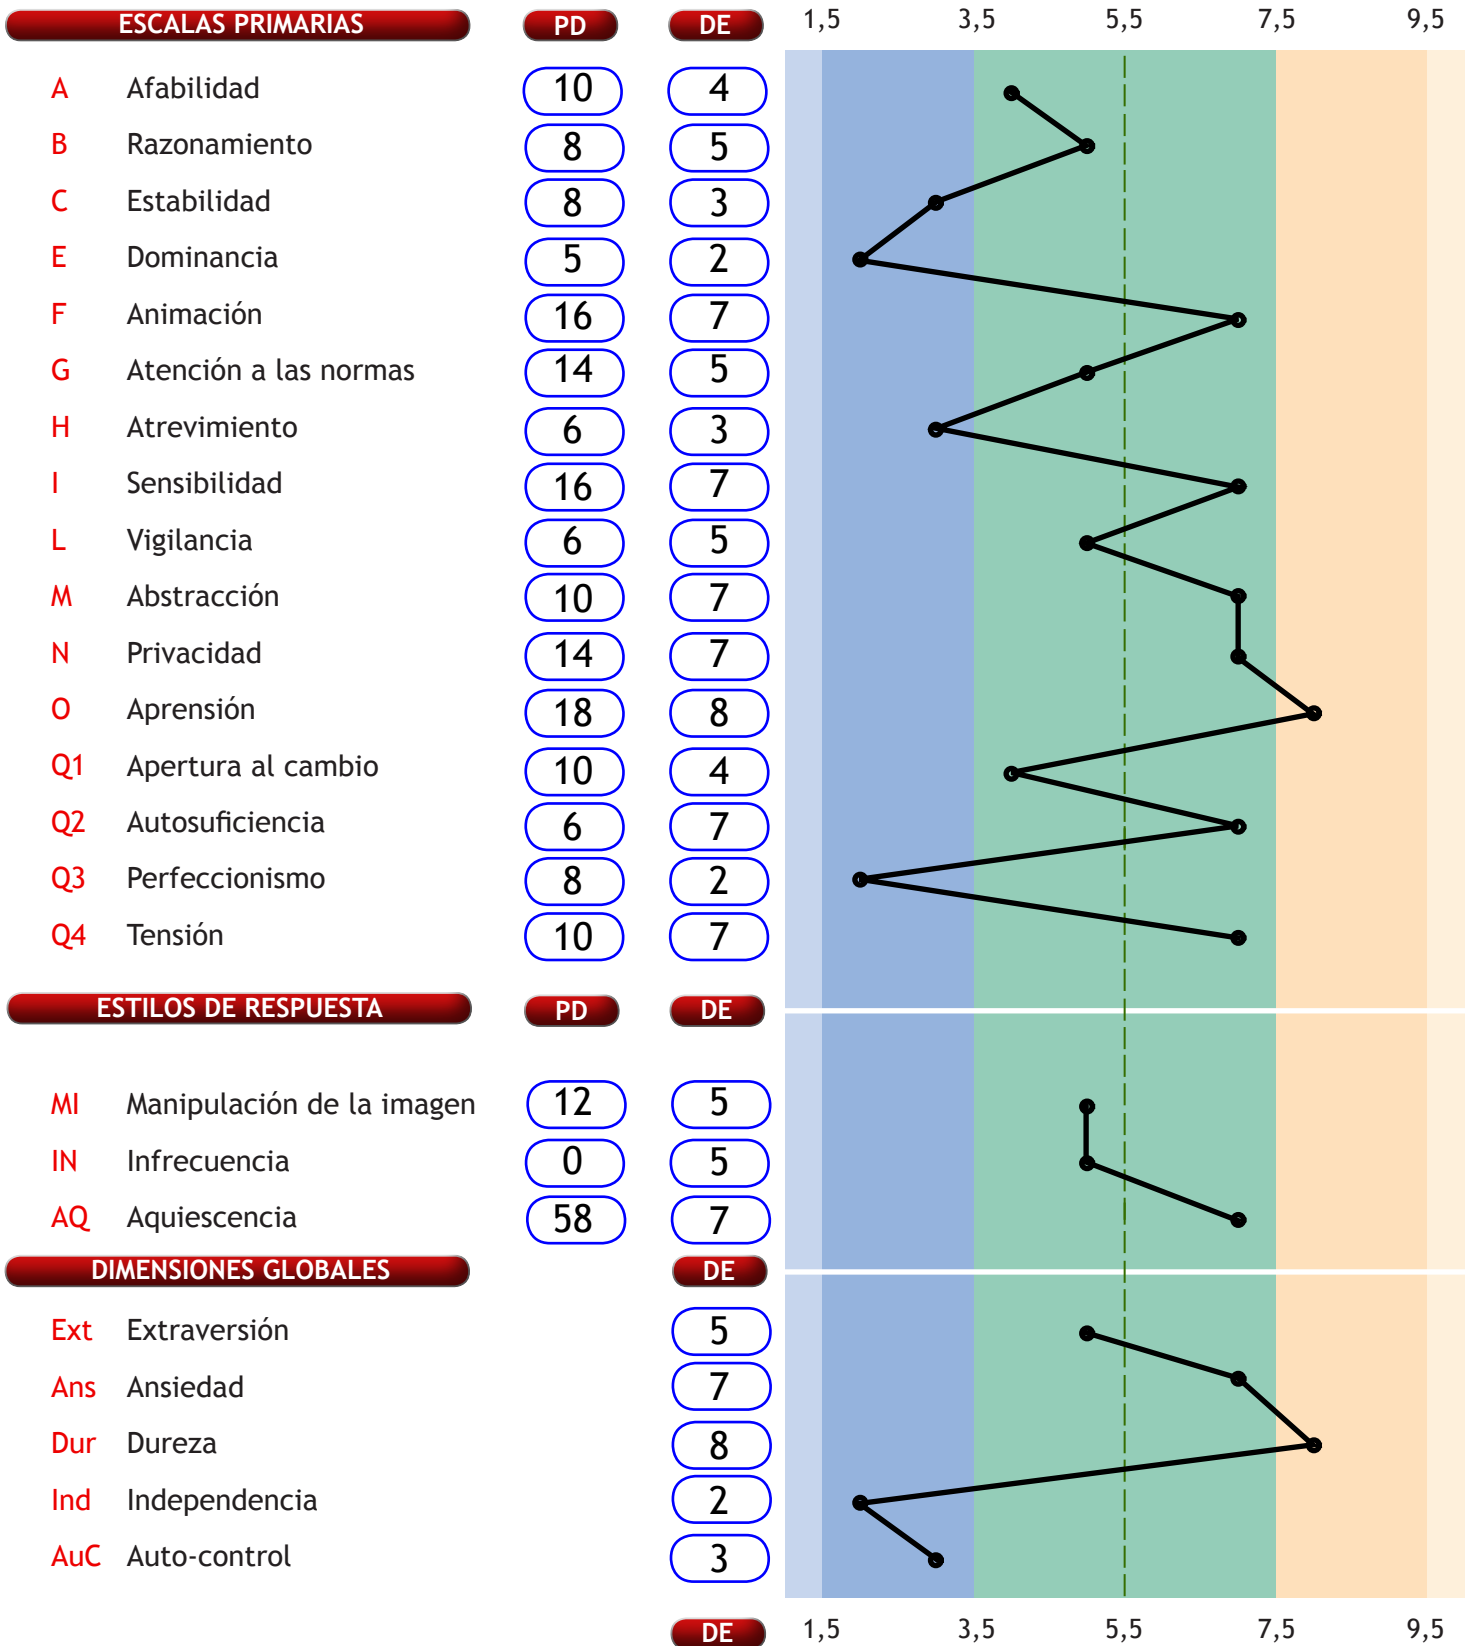 ESCALAS PRIMARIAS PD DE 1,5 3,5 5,5 7,5 9,5
A Afabilidad 10 4
B Razonamiento 8 5
C Estabilidad 8 3
E Dominancia 5 2
F Animación 16 7
G Atención a las normas 14 5
H Atrevimiento 6 3
I Sensibilidad 16 7
L Vigilancia 6 5
M Abstracción 10 7
N Privacidad 14 7
O Aprensión 18 8
Q1 Apertura al cambio 10 4
Q2 Autosuficiencia 6 7
Q3 Perfeccionismo 8 2
Q4 Tensión 10 7
ESTILOS DE RESPUESTA PD DE
MI Manipulación de la imagen 12 5
IN Infrecuencia 0 5
AQ Aquiescencia 58 7
DIMENSIONES GLOBALES DE
Ext Extraversión 5
Ans Ansiedad 7
Dur Dureza 8
Ind Independencia 2
AuC Auto-control 3
DE 1,5 3,5 5,5 7,5 9,5